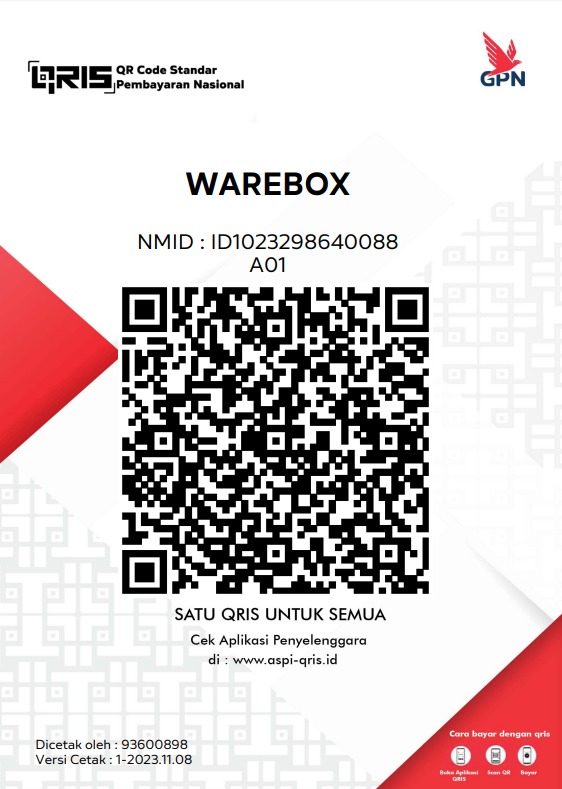 QRIS QR Code Standar
Pembayaran Nasional
GPN
WAREBOX
NMID : ID1023298640088
A01
SATU QRIS UNTUK SEMUA
Cek Aplikasi Penyelenggara
di : www.aspi-qris.id
Dicetak oleh : 93600898
Versi Cetak : 1-2023.11.08
Cara bayar dengan qris
Buka Aplikasi QRIS
Scan QR
Bayar